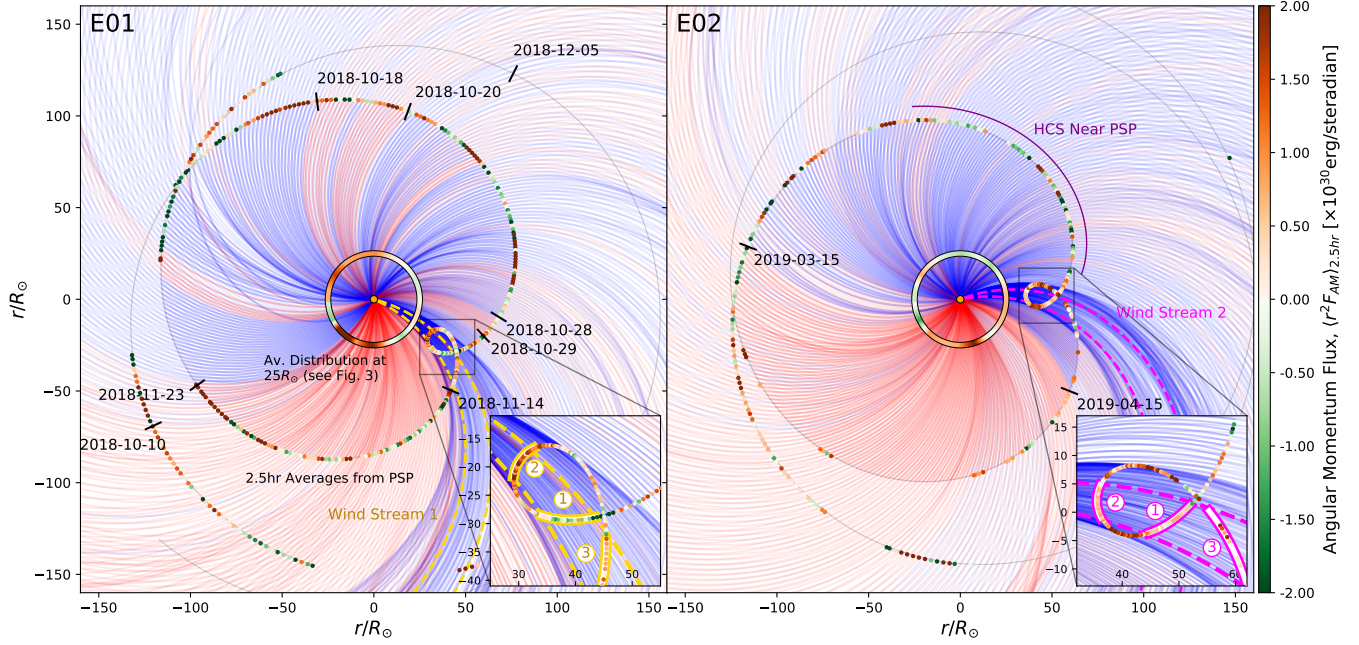 E01
E02
2018-12-05
2018-10-18
2018-10-20
2018-10-28
2018-10-29
2018-11-14
2018-11-23
2018-10-10
Av. Distribution at
25R☉ (see Fig. 3)
2.5hr Averages from PSP
Wind Stream 1
HCS Near PSP
2019-03-15
Wind Stream 2
2019-04-15
150
100
50
0
−50
−100
−150
r/R☉
−150 −100 −50 0 50 100 150
r/R☉
−150 −100 −50 0 50 100 150
r/R☉
−15
−20
−25
−30
−35
−40
30 40 50
2
1
3
15
10
5
0
−5
−10
40 50 60
2
1
3
2.00
1.50
1.00
0.50
0.00
-0.50
-1.00
-1.50
-2.00
Angular Momentum Flux, ⟨r²F_AM⟩₂.₅ₕᵣ [×10³⁰erg/steradian]